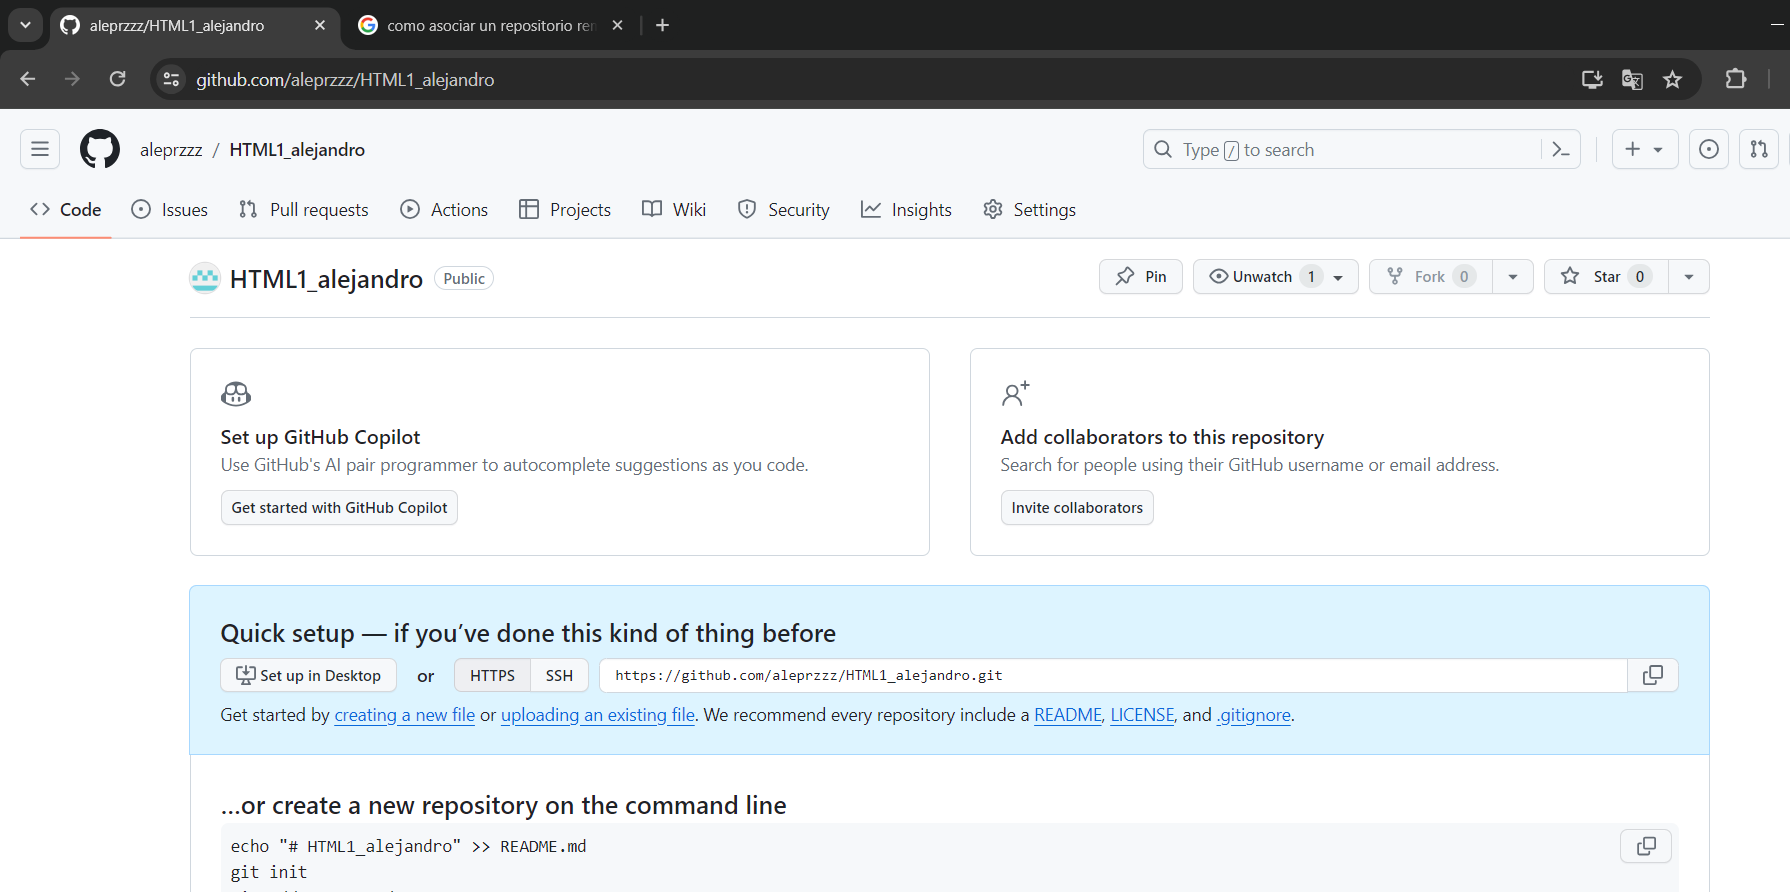 aleprzzz/HTML1_alejandro
como asociar un repositorio
github.com/aleprzzz/HTML1_alejandro
aleprzzz / HTML1_alejandro
Type / to search
Code Issues Pull requests Actions Projects Wiki Security Insights Settings
HTML1_alejandro Public
Pin Unwatch 1 Fork 0 Star 0
Set up GitHub Copilot
Use GitHub's AI pair programmer to autocomplete suggestions as you code.
Get started with GitHub Copilot
Add collaborators to this repository
Search for people using their GitHub username or email address.
Invite collaborators
Quick setup — if you’ve done this kind of thing before
Set up in Desktop or HTTPS SSH https://github.com/aleprzzz/HTML1_alejandro.git
Get started by creating a new file or uploading an existing file. We recommend every repository include a README, LICENSE, and .gitignore.
…or create a new repository on the command line
echo "# HTML1_alejandro" >> README.md
git init